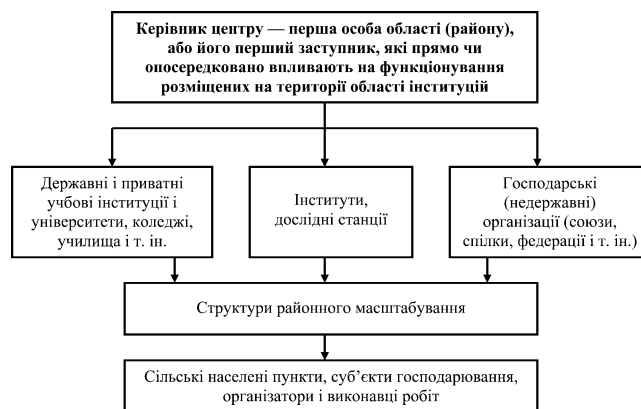 Керівник центру — перша особа області (району),
або його перший заступник, які прямо чи
опосередковано впливають на функціонування
розміщених на території області інституцій
Державні і приватні
учбові інституції і
університети, коледжі,
училища і т. ін.
Інститути,
дослідні станції
Господарські
(недержавні)
організації (союзи,
спілки, федерації і т. ін.)
Структури районного масштабування
Сільські населені пункти, суб’єкти господарювання,
організатори і виконавці робіт